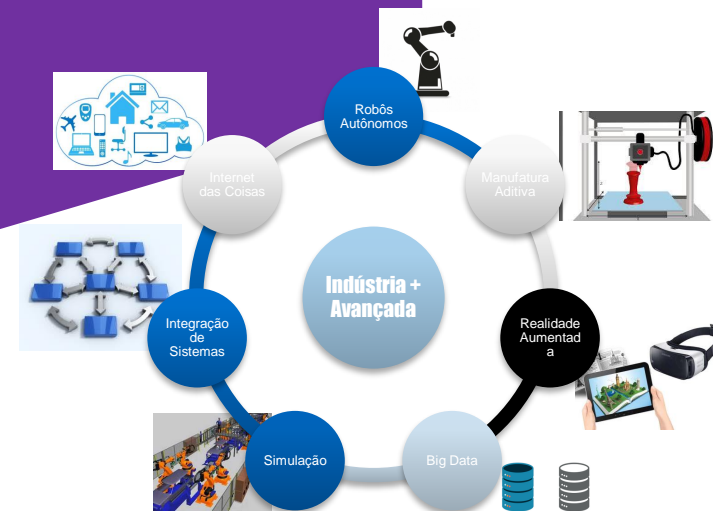 Robôs
Autônomos
Internet
das Coisas
Manufatura
Aditiva
Indústria +
Avançada
Integração
de
Sistemas
Realidade
Aumentad
a
Simulação
Big Data